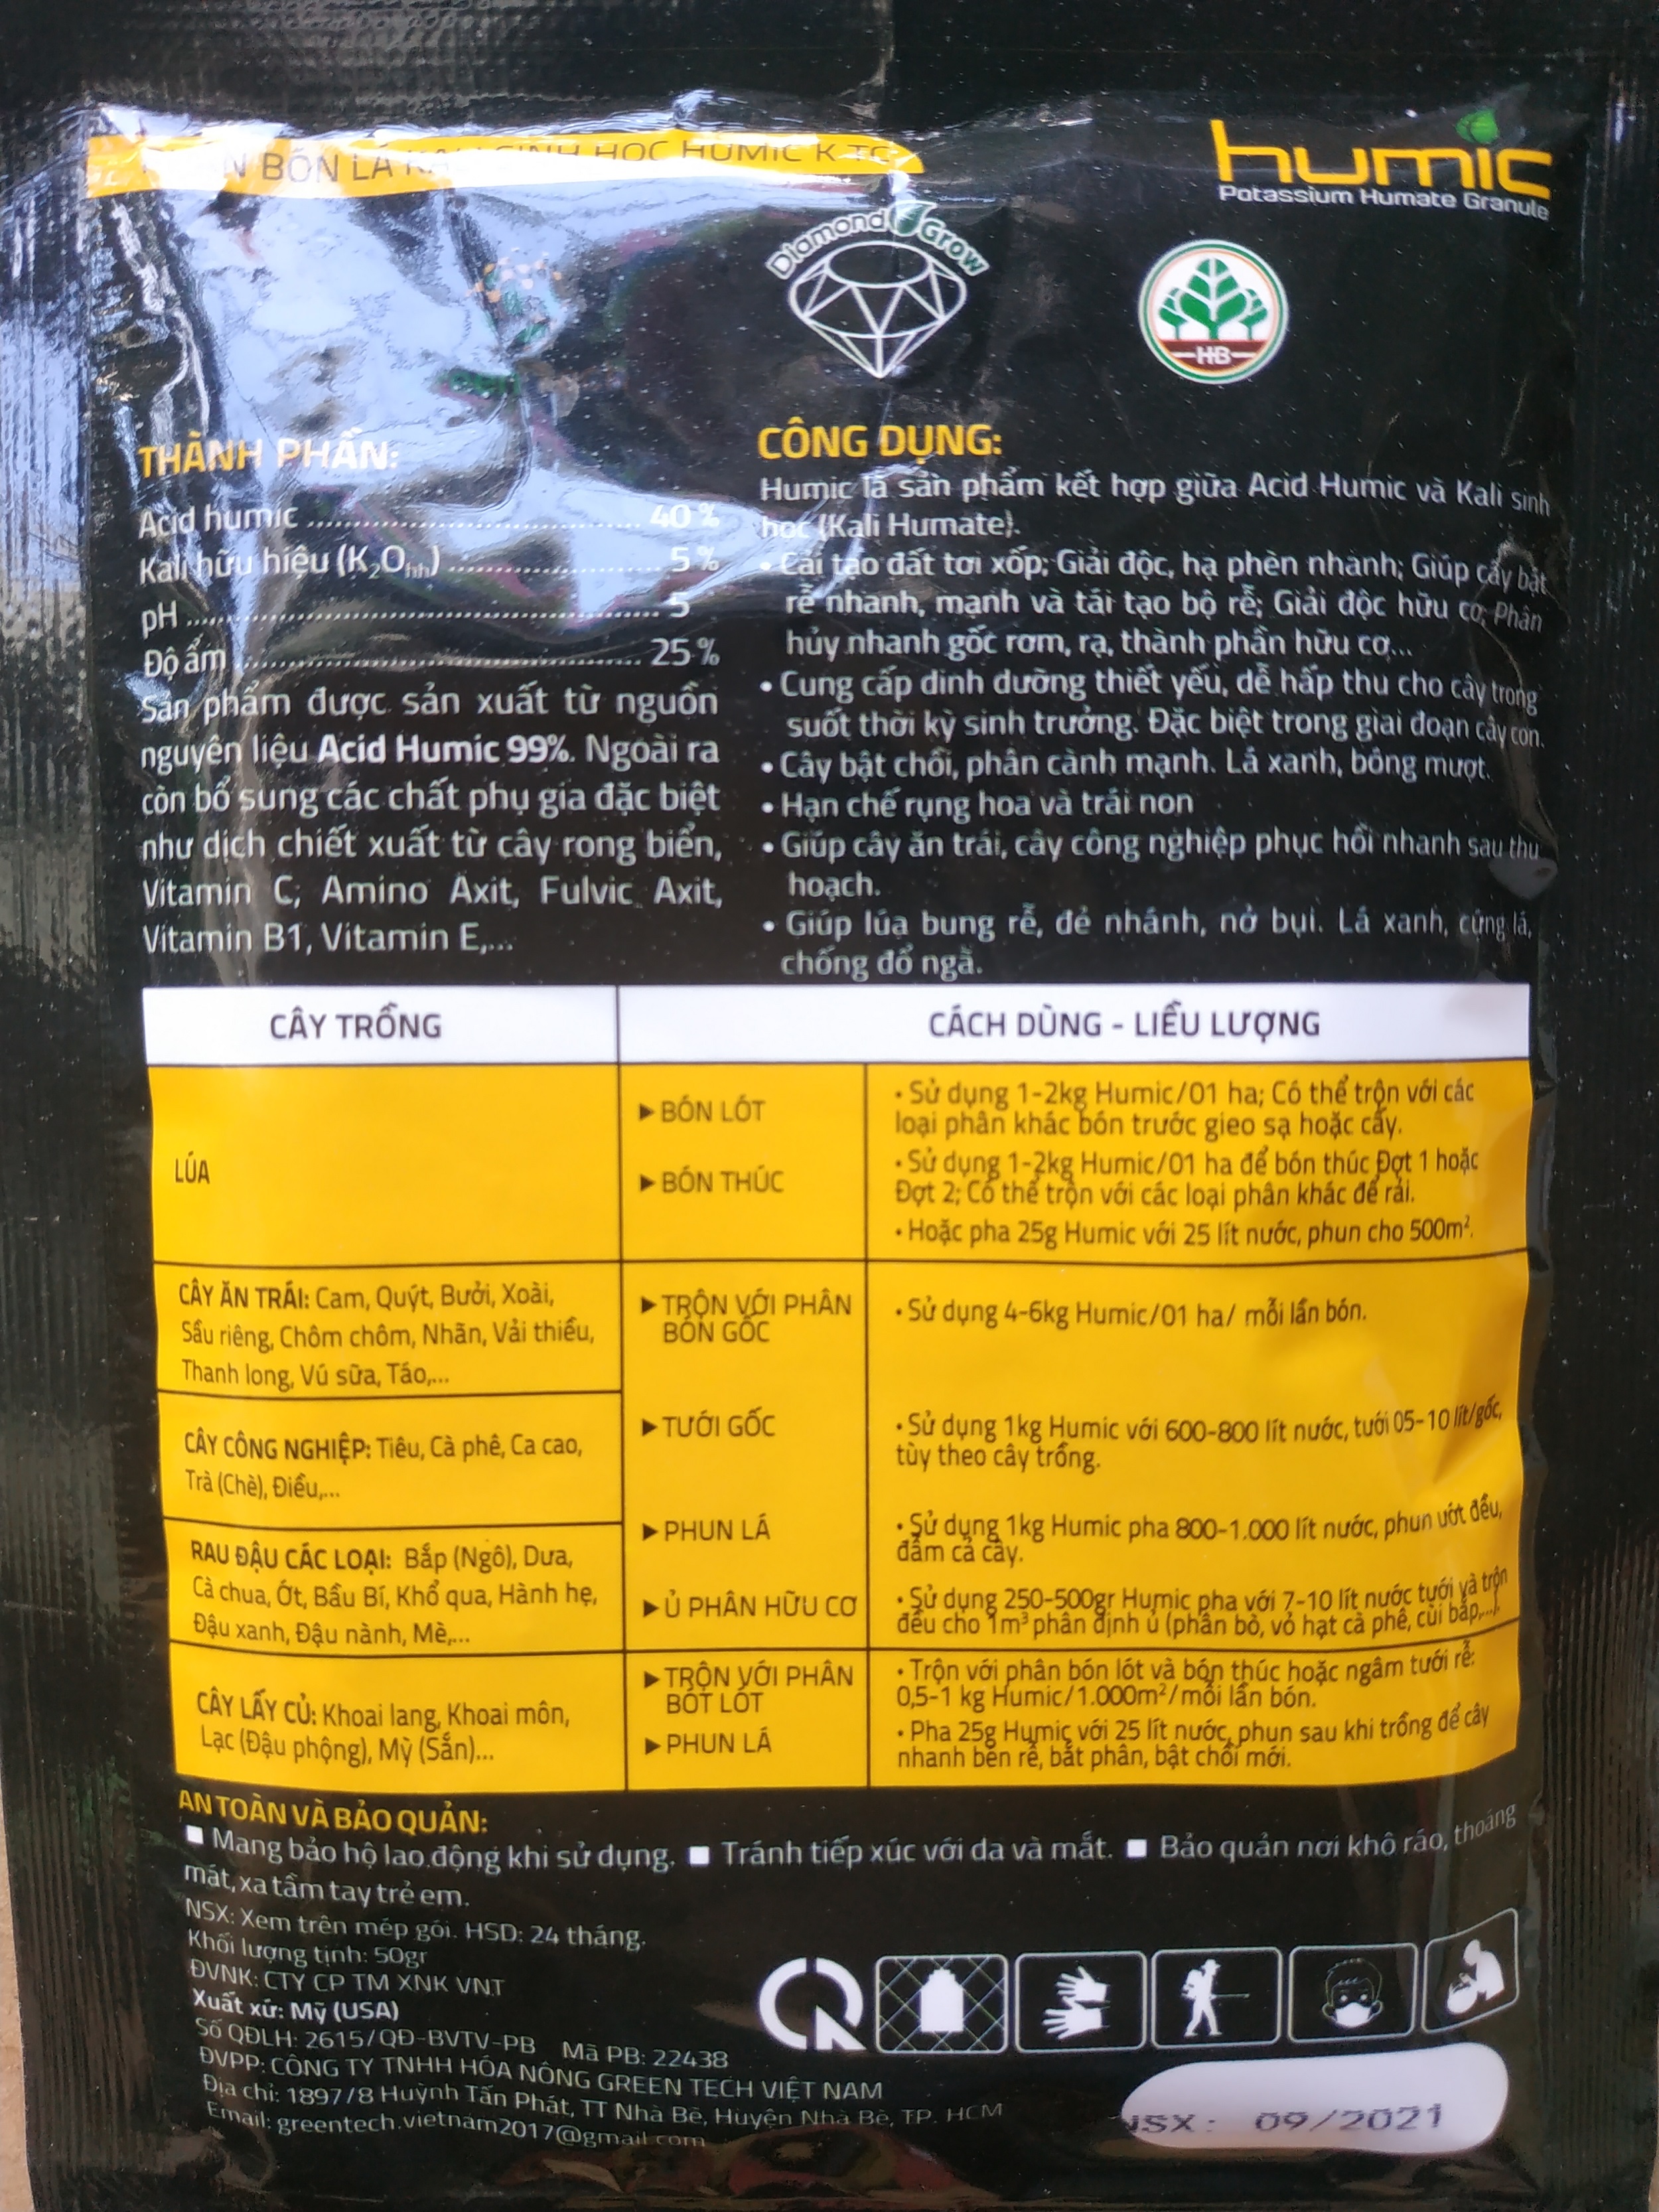 BÓN LÁ KALI SINH HỌC HUMIC K-TC
humic
Potassium Humate Granule
Diamond Grow
HB
THÀNH PHẦN:
Acid humic ........ 40 %
Kali hữu hiệu (K₂Ohh) ........ 5 %
pH ........ 5
Độ ẩm ........ 25 %
Sản phẩm được sản xuất từ nguồn
nguyên liệu Acid Humic 99%. Ngoài ra
còn bổ sung các chất phụ gia đặc biệt
như dịch chiết xuất từ cây rong biển,
Vitamin C, Amino Axit, Fulvic Axit,
Vitamin B1, Vitamin E,...
CÔNG DỤNG:
Humic là sản phẩm kết hợp giữa Acid Humic và Kali sinh
học (Kali Humate).
• Cải tạo đất tơi xốp; Giải độc, hạ phèn nhanh; Giúp cây bật
rễ nhanh, mạnh và tái tạo bộ rễ; Giải độc hữu cơ, Phân
hủy nhanh gốc rơm, rạ, thành phần hữu cơ...
• Cung cấp dinh dưỡng thiết yếu, dễ hấp thu cho cây trong
suốt thời kỳ sinh trưởng. Đặc biệt trong giai đoạn cây con.
• Cây bật chồi, phân cành mạnh. Lá xanh, bông mượt.
• Hạn chế rụng hoa và trái non
• Giúp cây ăn trái, cây công nghiệp phục hồi nhanh sau thu
hoạch.
• Giúp lúa bung rễ, đẻ nhánh, nở bụi. Lá xanh, cứng lá,
chống đổ ngã.
CÂY TRỒNG
CÁCH DÙNG - LIỀU LƯỢNG
LÚA
▶ BÓN LÓT
• Sử dụng 1-2kg Humic/01 ha; Có thể trộn với các
loại phân khác bón trước gieo sạ hoặc cấy.
▶ BÓN THÚC
• Sử dụng 1-2kg Humic/01 ha để bón thúc Đợt 1 hoặc
Đợt 2; Có thể trộn với các loại phân khác để rải.
• Hoặc pha 25g Humic với 25 lít nước, phun cho 500m².
CÂY ĂN TRÁI: Cam, Quýt, Bưởi, Xoài,
Sầu riêng, Chôm chôm, Nhãn, Vải thiều,
Thanh long, Vú sữa, Táo,...
CÂY CÔNG NGHIỆP: Tiêu, Cà phê, Ca cao,
Trà (Chè), Điều,...
RAU ĐẬU CÁC LOẠI: Bắp (Ngô), Dưa,
Cà chua, Ớt, Bầu Bí, Khổ qua, Hành hẹ,
Đậu xanh, Đậu nành, Mè,...
▶ TRỘN VỚI PHÂN
BÓN GỐC
• Sử dụng 4-6kg Humic/01 ha/ mỗi lần bón.
▶ TƯỚI GỐC
• Sử dụng 1kg Humic với 600-800 lít nước, tưới 05-10 lít/gốc,
tùy theo cây trồng.
▶ PHUN LÁ
• Sử dụng 1kg Humic pha 800-1.000 lít nước, phun ướt đều,
đẫm cả cây.
▶ Ủ PHÂN HỮU CƠ
• Sử dụng 250-500gr Humic pha với 7-10 lít nước tưới và trộn
đều cho 1m³ phân định ủ (phân bò, vỏ hạt cà phê, cùi bắp,...).
CÂY LẤY CỦ: Khoai lang, Khoai môn,
Lạc (Đậu phộng), Mỳ (Sắn)...
▶ TRỘN VỚI PHÂN
BÓT LÓT
• Trộn với phân bón lót và bón thúc hoặc ngâm tưới rễ:
0,5-1 kg Humic/1.000m²/mỗi lần bón.
▶ PHUN LÁ
• Pha 25g Humic với 25 lít nước, phun sau khi trồng để cây
nhanh bén rễ, bắt phân, bật chồi mới.
AN TOÀN VÀ BẢO QUẢN:
■ Mang bảo hộ lao động khi sử dụng. ■ Tránh tiếp xúc với da và mắt. ■ Bảo quản nơi khô ráo, thoáng
mát, xa tầm tay trẻ em.
NSX: Xem trên mép gói. HSD: 24 tháng.
Khối lượng tịnh: 50gr
ĐVNK: CTY CP TM XNK VNT
Xuất xứ: Mỹ (USA)
Số QĐLH: 2615/QĐ-BVTV-PB Mã PB: 22438
ĐVPP: CÔNG TY TNHH HÓA NÔNG GREEN TECH VIỆT NAM
Địa chỉ: 1897/8 Huỳnh Tấn Phát, TT Nhà Bè, Huyện Nhà Bè, TP. HCM
Email: greentech.vietnam2017@gmail.com
NSX: 09/2021